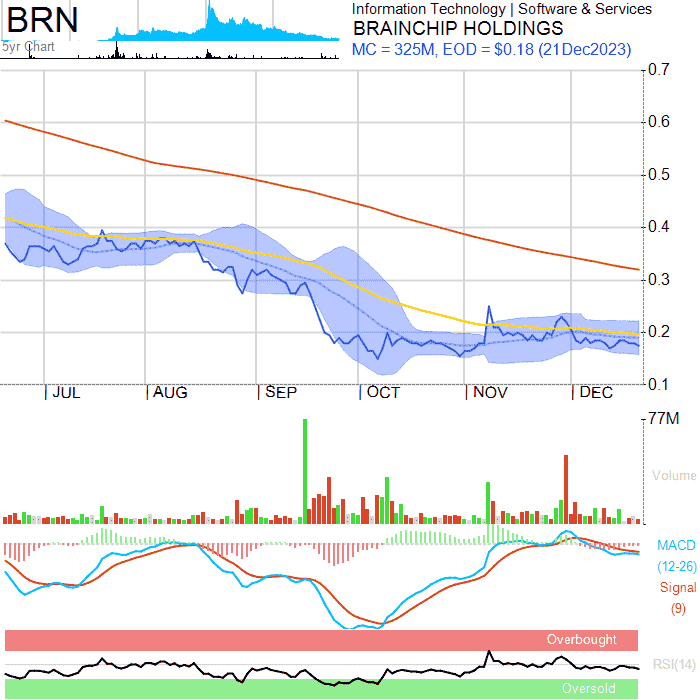 BRN
5yr Chart
Information Technology | Software & Services
BRAINCHIP HOLDINGS
MC = 325M, EOD = $0.18 (21Dec2023)
0.7
0.6
0.5
0.4
0.3
0.2
0.1
JUL AUG SEP OCT NOV DEC
77M
Volume
MACD
(12-26)
Signal
(9)
Overbought
RSI(14)
Oversold